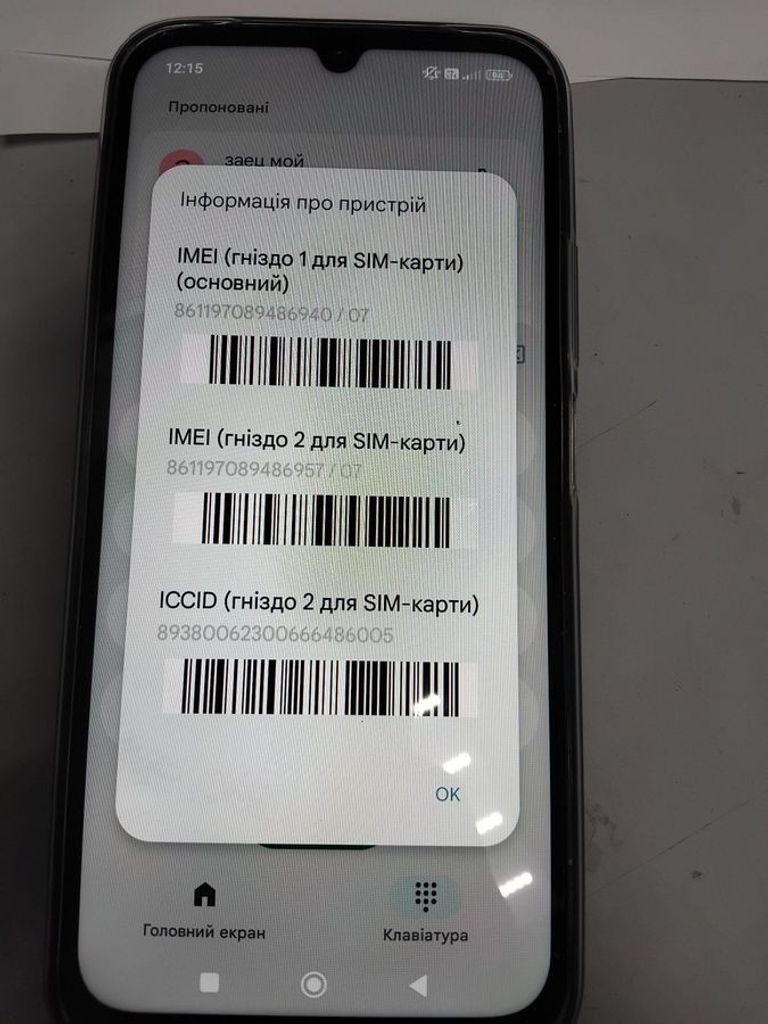 12:15
Пропоновані
заец мой
Інформація про пристрій
IMEI (гніздо 1 для SIM-карти)
(основний)
861197089486940 / 07
IMEI (гніздо 2 для SIM-карти)
861197089486957 / 07
ICCID (гніздо 2 для SIM-карти)
89380062300666486005
OK
Головний екран
Клавіатура